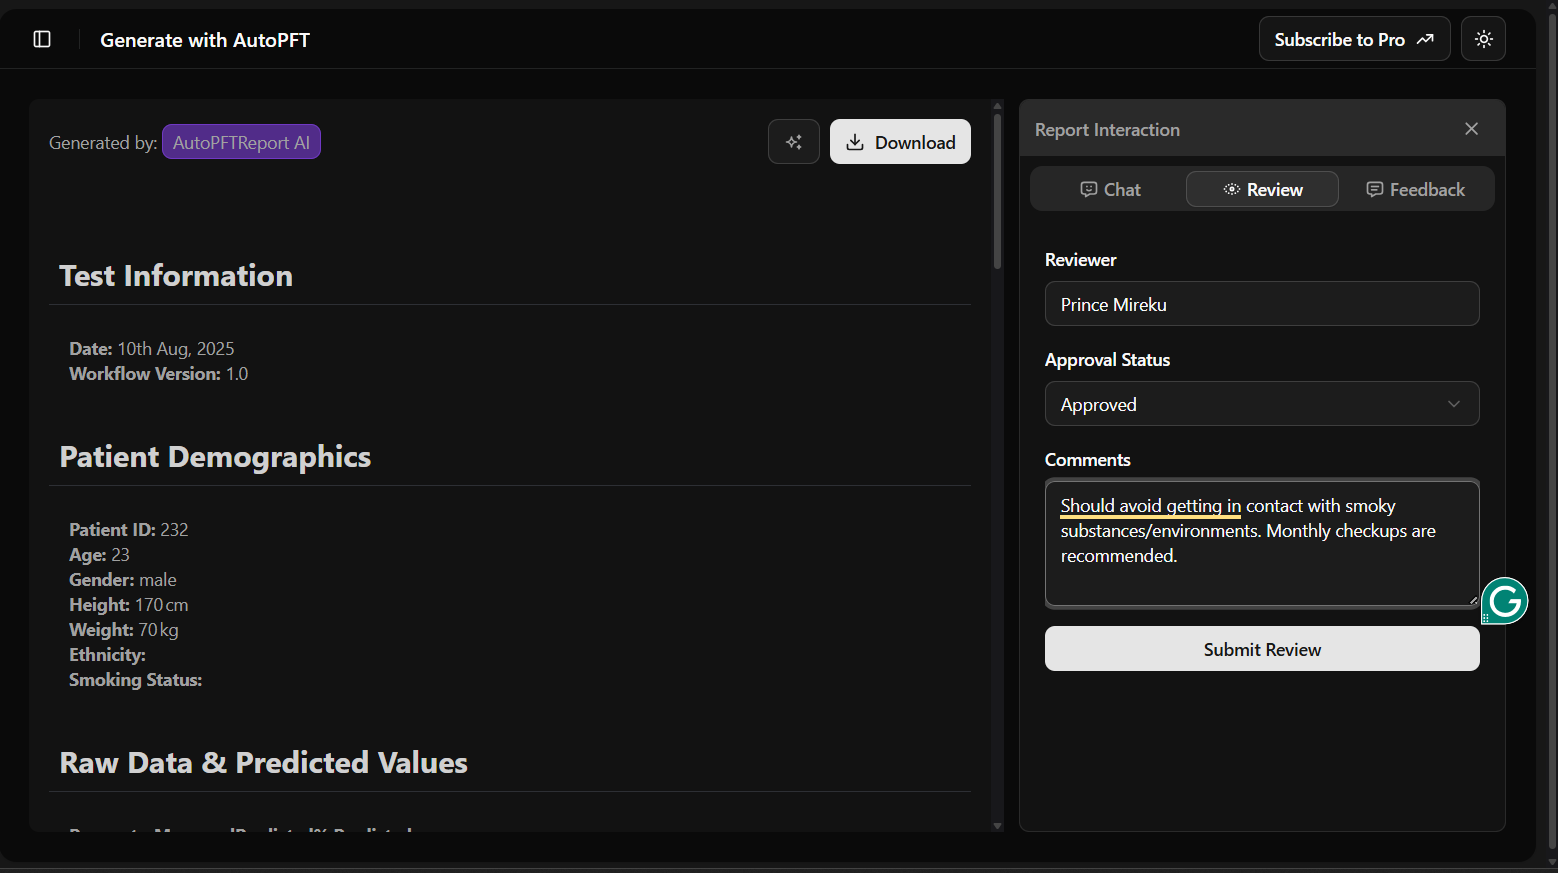 Generate with AutoPFT
Subscribe to Pro
Generated by: AutoPFTReport AI
Download
Test Information
Date: 10th Aug, 2025
Workflow Version: 1.0
Patient Demographics
Patient ID: 232
Age: 23
Gender: male
Height: 170 cm
Weight: 70 kg
Ethnicity:
Smoking Status:
Raw Data & Predicted Values
Report Interaction
Chat
Review
Feedback
Reviewer
Prince Mireku
Approval Status
Approved
Comments
Should avoid getting in contact with smoky
substances/environments. Monthly checkups are
recommended.
G
Submit Review